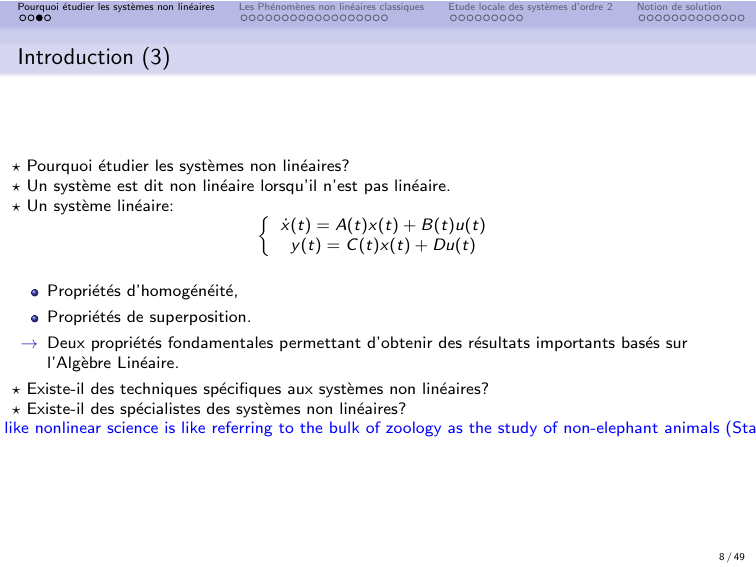 Pourquoi étudier les systèmes non linéaires Les Phénomènes non linéaires classiques Etude locale des systèmes d'ordre 2 Notion de solution
Introduction (3)
⋆ Pourquoi étudier les systèmes non linéaires?
⋆ Un système est dit non linéaire lorsqu'il n'est pas linéaire.
⋆ Un système linéaire:
ẋ(t) = A(t)x(t) + B(t)u(t)
y(t) = C(t)x(t) + Du(t)
Propriétés d'homogénéité,
Propriétés de superposition.
→ Deux propriétés fondamentales permettant d'obtenir des résultats importants basés sur
l'Algèbre Linéaire.
⋆ Existe-il des techniques spécifiques aux systèmes non linéaires?
⋆ Existe-il des spécialistes des systèmes non linéaires?
like nonlinear science is like referring to the bulk of zoology as the study of non-elephant animals (Sta
8 / 49